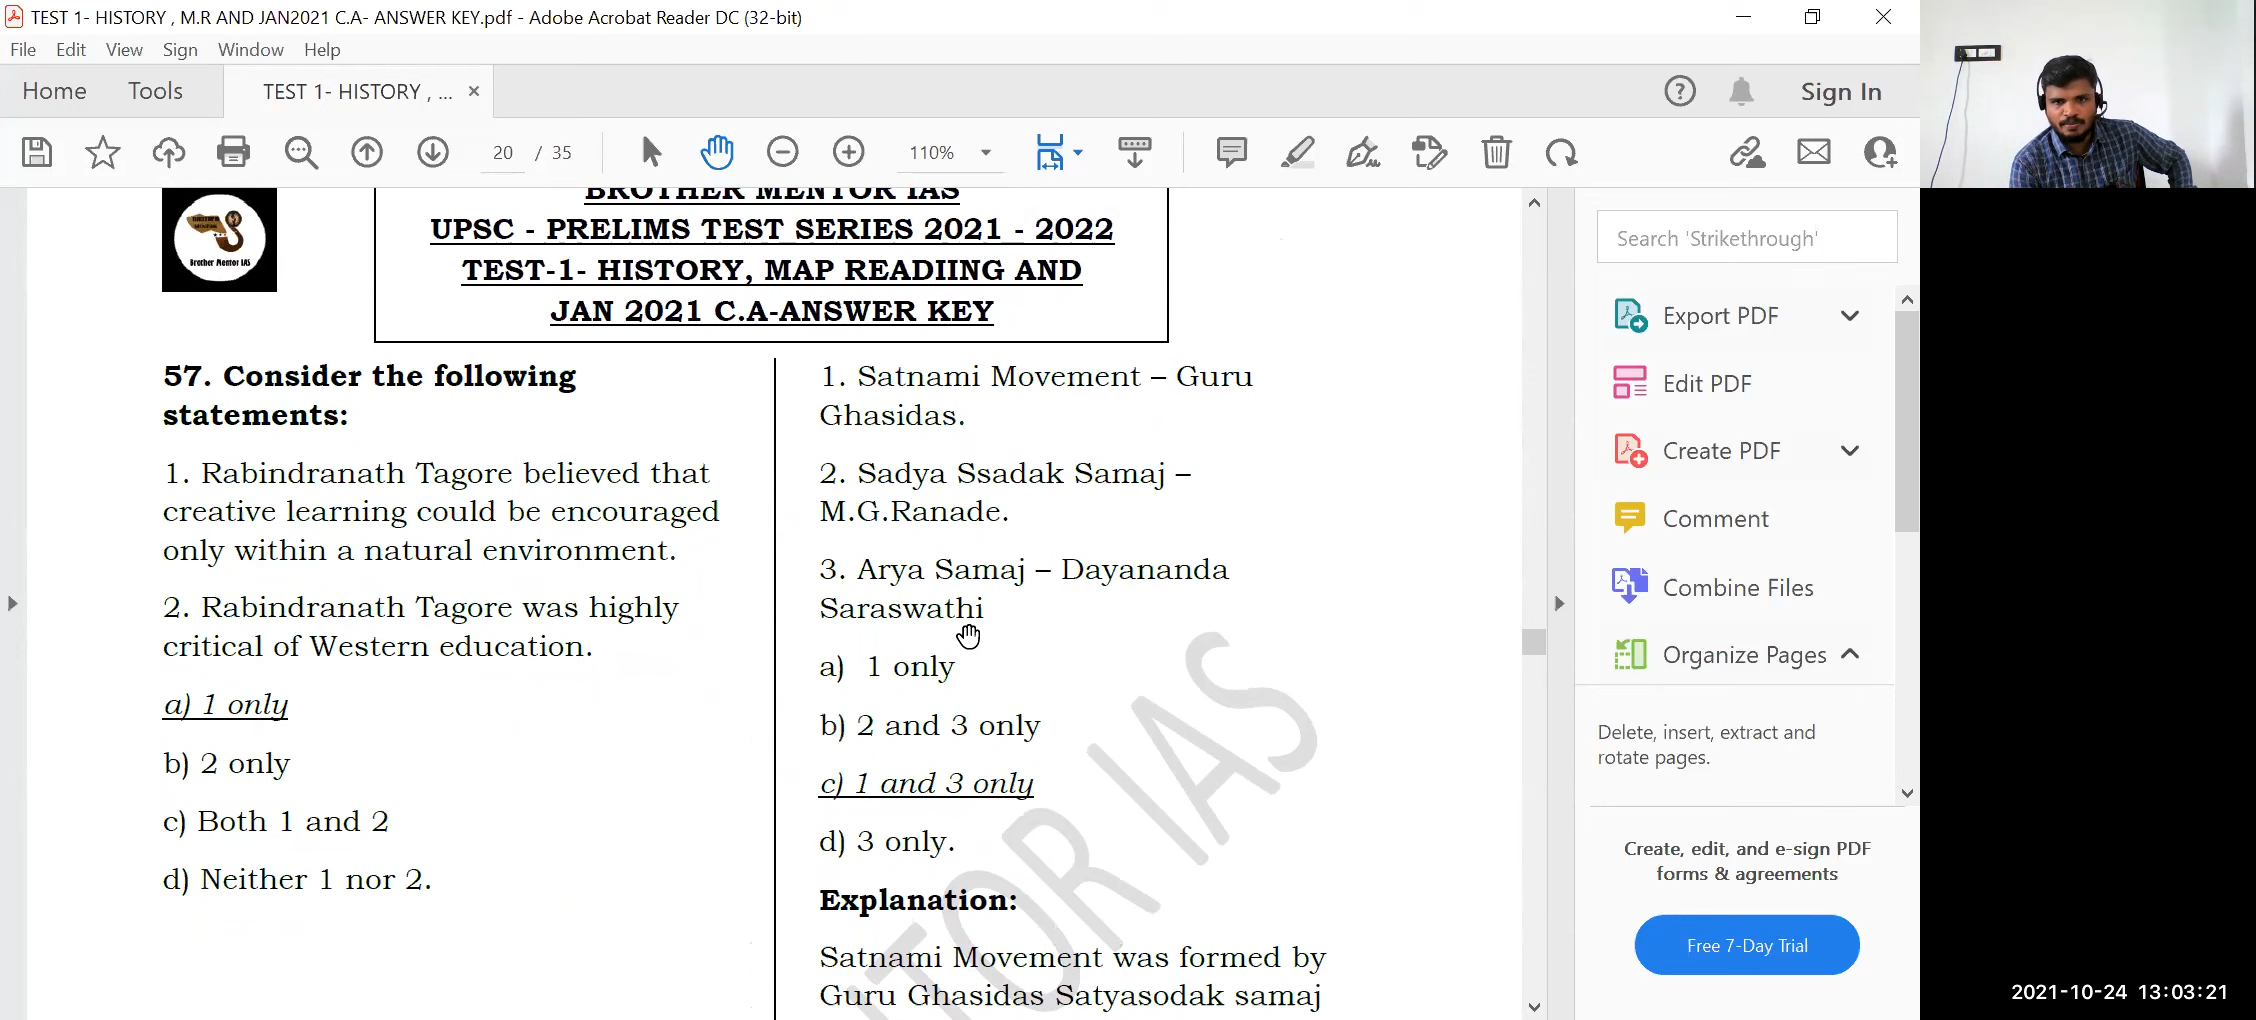 TEST 1- HISTORY , M.R AND JAN2021 C.A- ANSWER KEY.pdf - Adobe Acrobat Reader DC (32-bit)
File Edit View Sign Window Help
Home Tools TEST 1- HISTORY , ... × Sign In
20 / 35 110%
Brother Mentor IAS
BROTHER MENTOR IAS
UPSC - PRELIMS TEST SERIES 2021 - 2022
TEST-1- HISTORY, MAP READIING AND
JAN 2021 C.A-ANSWER KEY
57. Consider the following
statements:
1. Rabindranath Tagore believed that
creative learning could be encouraged
only within a natural environment.
2. Rabindranath Tagore was highly
critical of Western education.
a) 1 only
b) 2 only
c) Both 1 and 2
d) Neither 1 nor 2.
1. Satnami Movement – Guru
Ghasidas.
2. Sadya Ssadak Samaj –
M.G.Ranade.
3. Arya Samaj – Dayananda
Saraswathi
a) 1 only
b) 2 and 3 only
c) 1 and 3 only
d) 3 only.
Explanation:
Satnami Movement was formed by
Guru Ghasidas Satyasodak samaj
TOR IAS
Search 'Strikethrough'
Export PDF
Edit PDF
Create PDF
Comment
Combine Files
Organize Pages
Delete, insert, extract and
rotate pages.
Create, edit, and e-sign PDF
forms & agreements
Free 7-Day Trial
2021-10-24 13:03:21